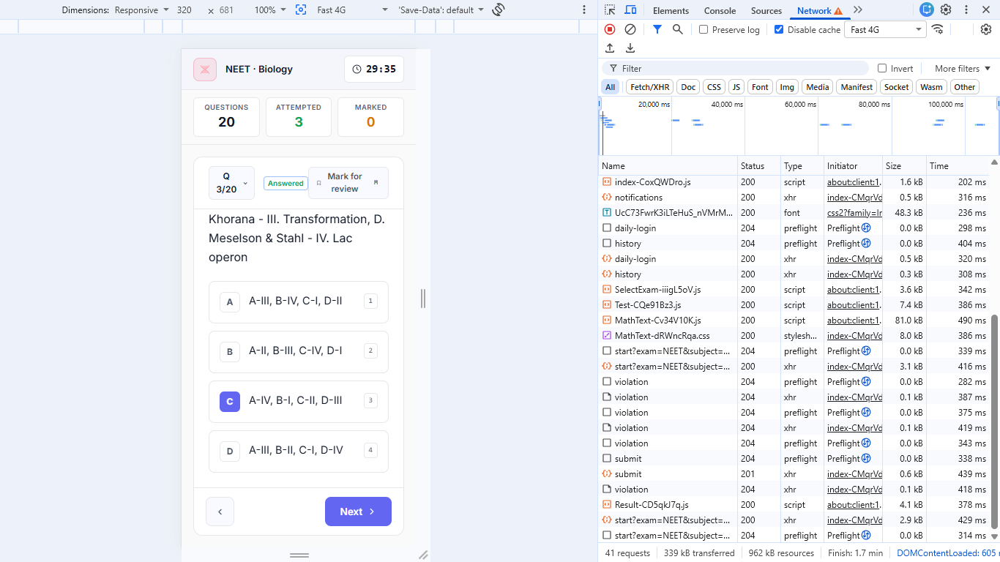 Dimensions: Responsive 320 × 681 100% Fast 4G 'Save-Data': default
NEET · Biology 29:35
QUESTIONS ATTEMPTED MARKED
20 3 0
Q 3/20 Answered Mark for review M
Khorana - III. Transformation, D.
Meselson & Stahl - IV. Lac
operon
A A-III, B-IV, C-I, D-II 1
B A-II, B-III, C-IV, D-I 2
C A-IV, B-I, C-II, D-III 3
D A-III, B-II, C-I, D-IV 4
Next
Elements Console Sources Network
Preserve log Disable cache Fast 4G
Filter Invert More filters
All Fetch/XHR Doc CSS JS Font Img Media Manifest Socket Wasm Other
20,000 ms 40,000 ms 60,000 ms 80,000 ms 100,000 ms
Name Status Type Initiator Size Time
index-CoxQWDro.js 200 script about:client:1. 1.6 kB 202 ms
notifications 200 xhr index-CMqrVd 0.5 kB 316 ms
UcC73FwrK3iLTeHuS_nVMrM... 200 font css2?family=In 48.3 kB 236 ms
daily-login 204 preflight Preflight 0.0 kB 298 ms
history 204 preflight Preflight 0.0 kB 404 ms
daily-login 200 xhr index-CMqrVd 0.5 kB 320 ms
history 200 xhr index-CMqrVd 0.3 kB 308 ms
SelectExam-iiigL5oV.js 200 script about:client:1. 3.6 kB 342 ms
Test-CQe91Bz3.js 200 script about:client:1. 7.4 kB 386 ms
MathText-Cv34V10K.js 200 script about:client:1. 81.0 kB 490 ms
MathText-dRWncRqa.css 200 stylesh... index-CMqrVd 8.0 kB 386 ms
start?exam=NEET&subject=... 204 preflight Preflight 0.0 kB 339 ms
start?exam=NEET&subject=... 200 xhr index-CMqrVd 3.1 kB 416 ms
violation 204 preflight Preflight 0.0 kB 282 ms
violation 204 xhr index-CMqrVd 0.1 kB 387 ms
violation 204 preflight Preflight 0.0 kB 375 ms
violation 204 xhr index-CMqrVd 0.1 kB 419 ms
violation 204 preflight Preflight 0.0 kB 343 ms
submit 204 preflight Preflight 0.0 kB 338 ms
submit 201 xhr index-CMqrVd 0.6 kB 439 ms
violation 204 xhr index-CMqrVd 0.1 kB 418 ms
Result-CD5qkJ7q.js 200 script about:client:1. 4.1 kB 378 ms
start?exam=NEET&subject=... 200 xhr index-CMqrVd 2.9 kB 429 ms
start?exam=NEET&subject=... 204 preflight Preflight 0.0 kB 314 ms
41 requests 339 kB transferred 962 kB resources Finish: 1.7 min DOMContentLoaded: 605